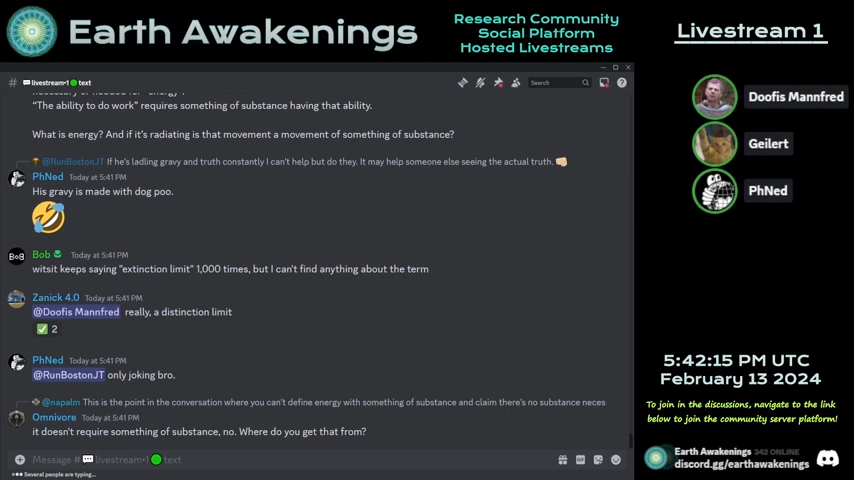 Earth Awakenings
Research Community
Social Platform
Hosted Livestreams
Livestream 1
# livestream•1 text
Search
"The ability to do work" requires something of substance having that ability.
What is energy? And if it's radiating is that movement a movement of something of substance?
@RunBostonJT If he's ladling gravy and truth constantly I can't help but do they. It may help someone else seeing the actual truth.
PhNed Today at 5:41 PM
His gravy is made with dog poo.
BoB
Bob Today at 5:41 PM
witsit keeps saying "extinction limit" 1,000 times, but I can't find anything about the term
Zanick 4.0 Today at 5:41 PM
@Doofis Mannfred really, a distinction limit
2
PhNed Today at 5:41 PM
@RunBostonJT only joking bro.
@napalm This is the point in the conversation where you can't define energy with something of substance and claim there's no substance neces
Omnivore Today at 5:41 PM
it doesn't require something of substance, no. Where do you get that from?
Message # livestream•1 text
GIF
Several people are typing...
Doofis Mannfred
Geilert
PhNed
5:42:15 PM UTC
February 13 2024
To join in the discussions, navigate to the link
below to join the community server platform!
Earth Awakenings 342 ONLINE
discord.gg/earthawakenings